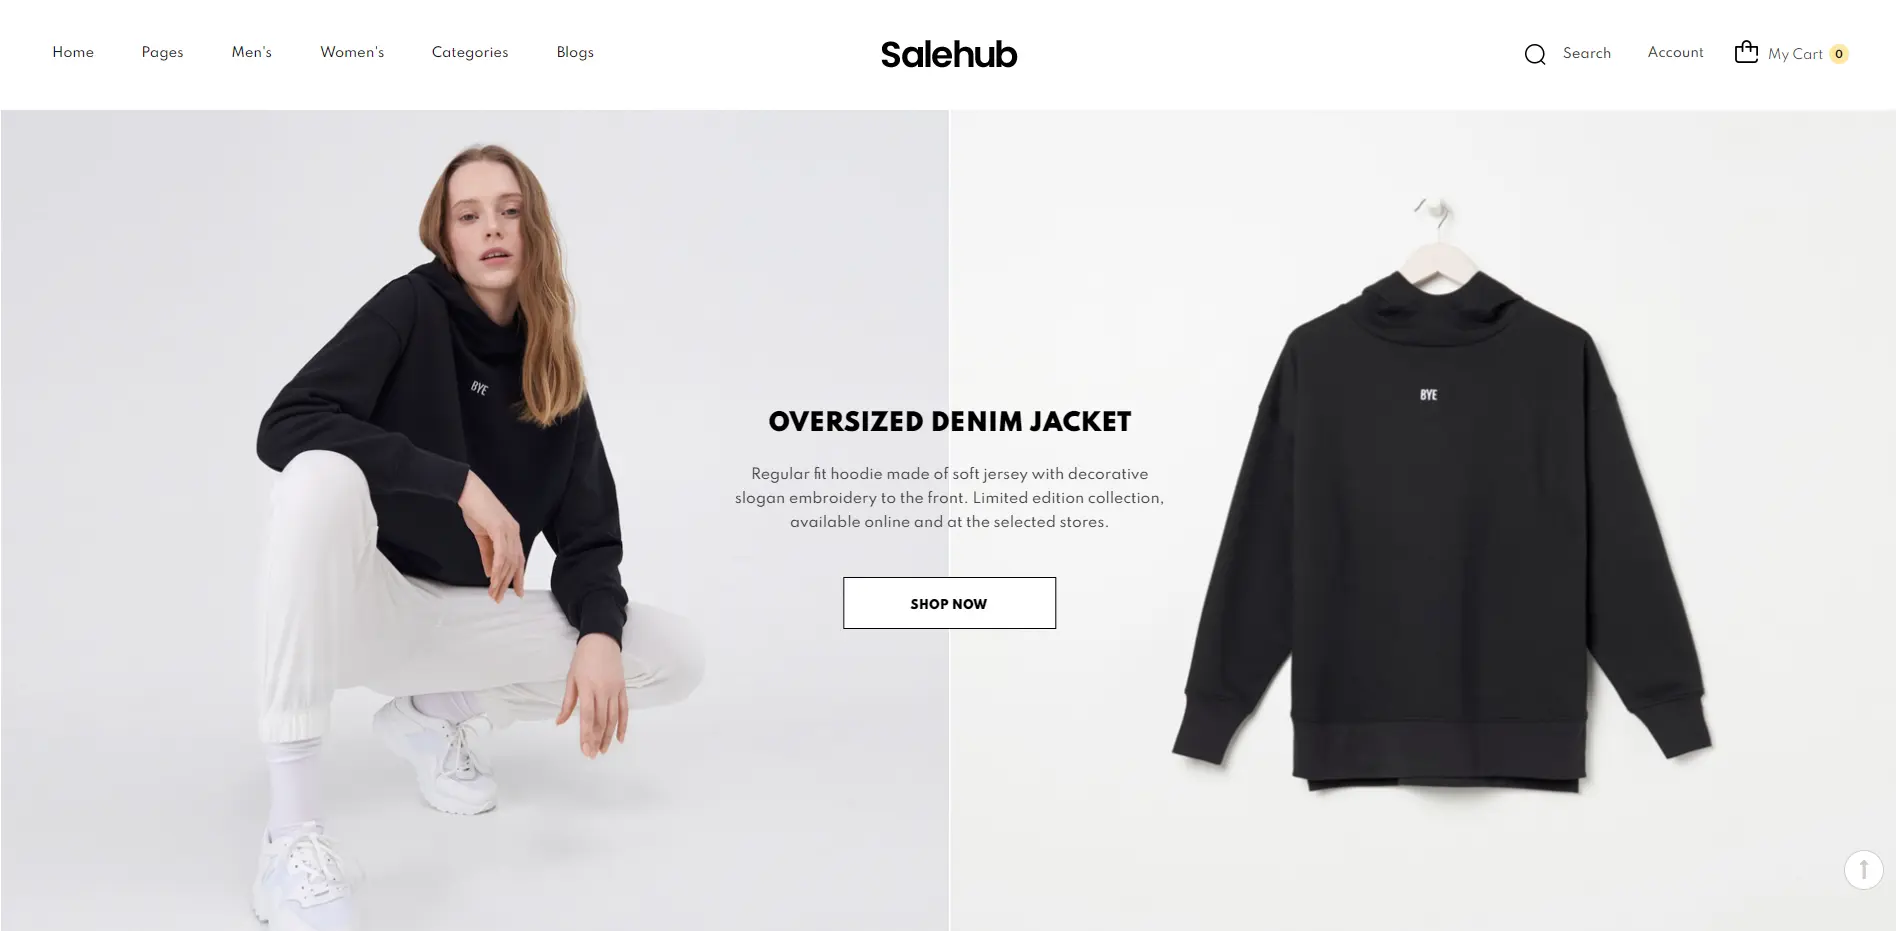 Home
Pages
Men's
Women's
Categories
Blogs
Salehub
Search
Account
My Cart 0
BYE
BYE
OVERSIZED DENIM JACKET
Regular fit hoodie made of soft jersey with decorative
slogan embroidery to the front. Limited edition collection,
available online and at the selected stores.
SHOP NOW